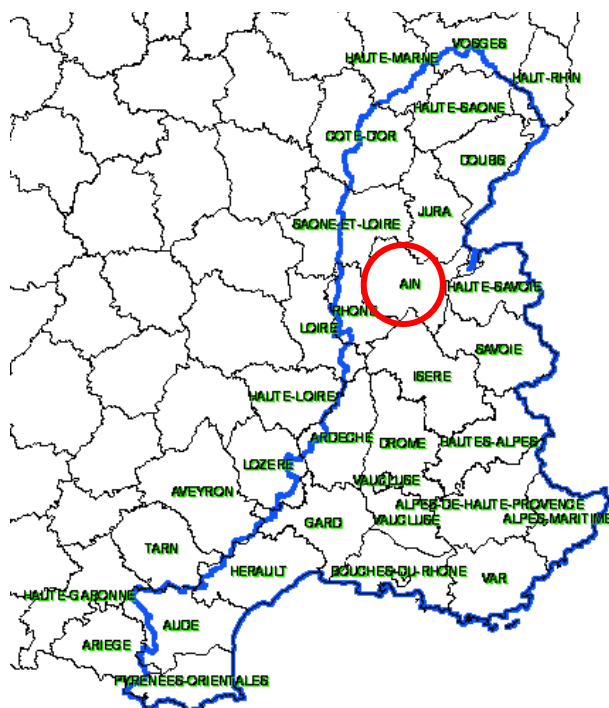 VOSGES
HAUTE-MARNE
HAUT-RHIN
HAUTE-SAONE
COTE-D'OR
DOUBS
JURA
SAONE-ET-LOIRE
AIN
HAUTE-SAVOIE
RHONE
LOIRE
SAVOIE
ISERE
HAUTE-LOIRE
ARDECHE
DROME
HAUTES-ALPES
LOZERE
VAUCLUSE
AVEYRON
ALPES-DE-HAUTE-PROVENCE
GARD
VAUCLUSE
ALPES-MARITIME
TARN
HERAULT
BOUCHES-DU-RHONE
VAR
HAUTE-GARONNE
AUDE
ARIEGE
PYRENEES-ORIENTALES